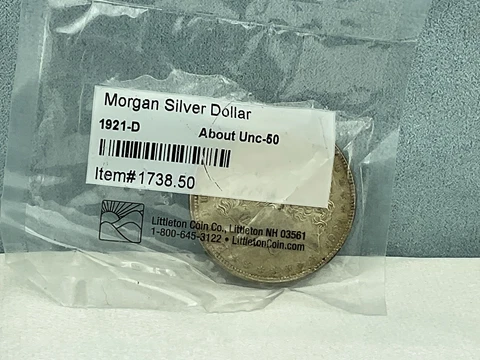 Morgan Silver Dollar
1921-D About Unc-50
Item#1738.50
Littleton Coin Co., Littleton NH 03561
1-800-645-3122 • LittletonCoin.com